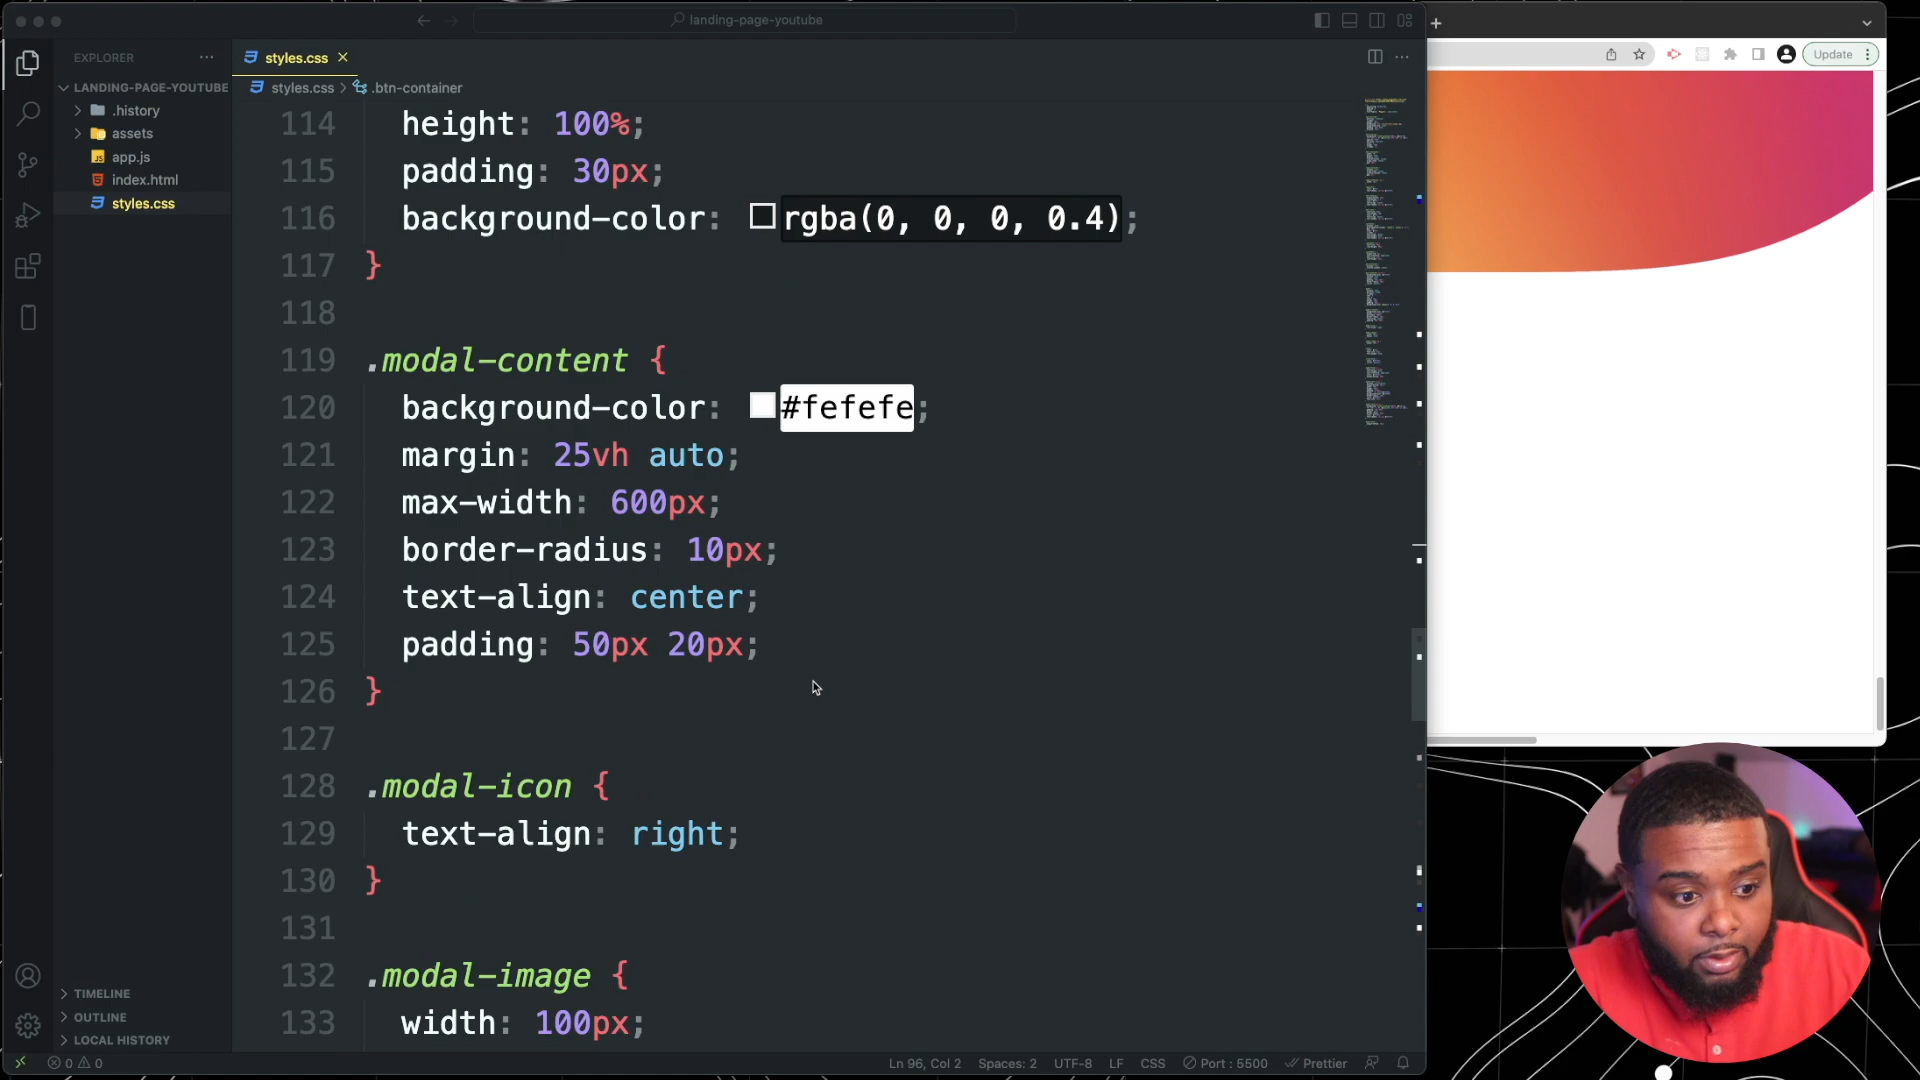 landing-page-youtube
EXPLORER
LANDING-PAGE-YOUTUBE
.history
assets
JS app.js
index.html
styles.css
styles.css
styles.css > .btn-container
114 height: 100%;
115 padding: 30px;
116 background-color: rgba(0, 0, 0, 0.4);
117 }
118
119 .modal-content {
120 background-color: #fefefe;
121 margin: 25vh auto;
122 max-width: 600px;
123 border-radius: 10px;
124 text-align: center;
125 padding: 50px 20px;
126 }
127
128 .modal-icon {
129 text-align: right;
130 }
131
132 .modal-image {
133 width: 100px;
Update
TIMELINE
OUTLINE
LOCAL HISTORY
0 0
Ln 96, Col 2 Spaces: 2 UTF-8 LF CSS Port : 5500 Prettier